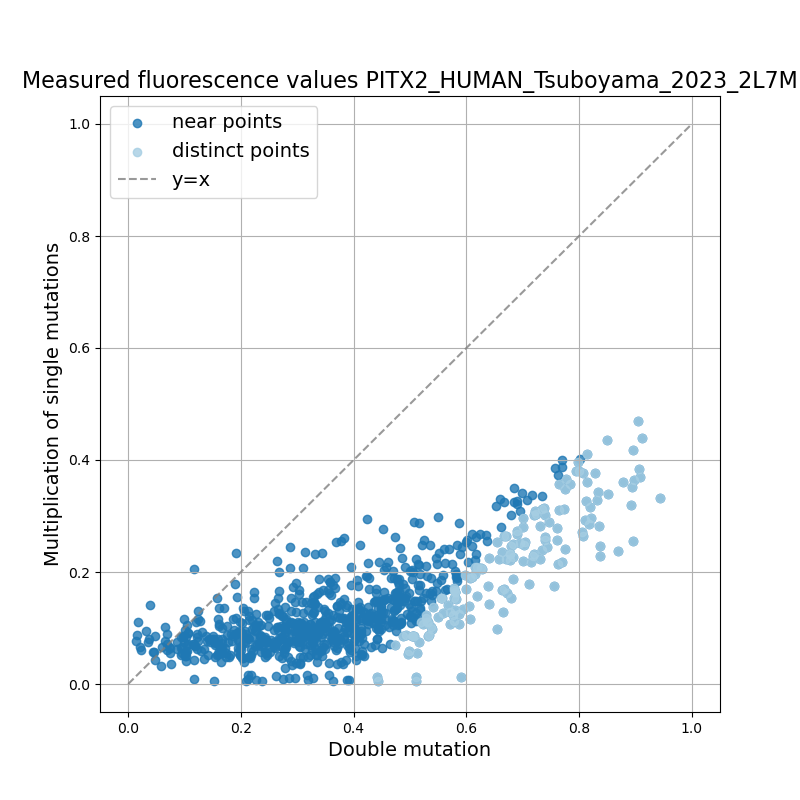 Measured fluorescence values PITX2_HUMAN_Tsuboyama_2023_2L7M
near points
distinct points
y=x
Multiplication of single mutations
1.0
0.8
0.6
0.4
0.2
0.0
0.0 0.2 0.4 0.6 0.8 1.0
Double mutation